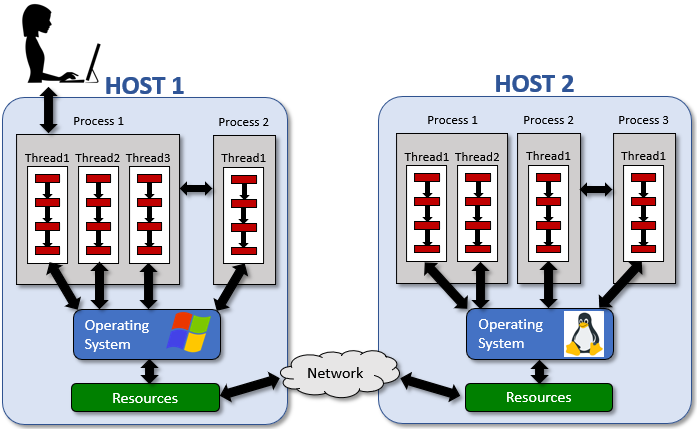 HOST 1
Process 1
Process 2
Thread1
Thread2
Thread3
Thread1
Operating
System
Resources
Network
HOST 2
Process 1
Process 2
Process 3
Thread1
Thread2
Thread1
Thread1
Operating
System
Resources